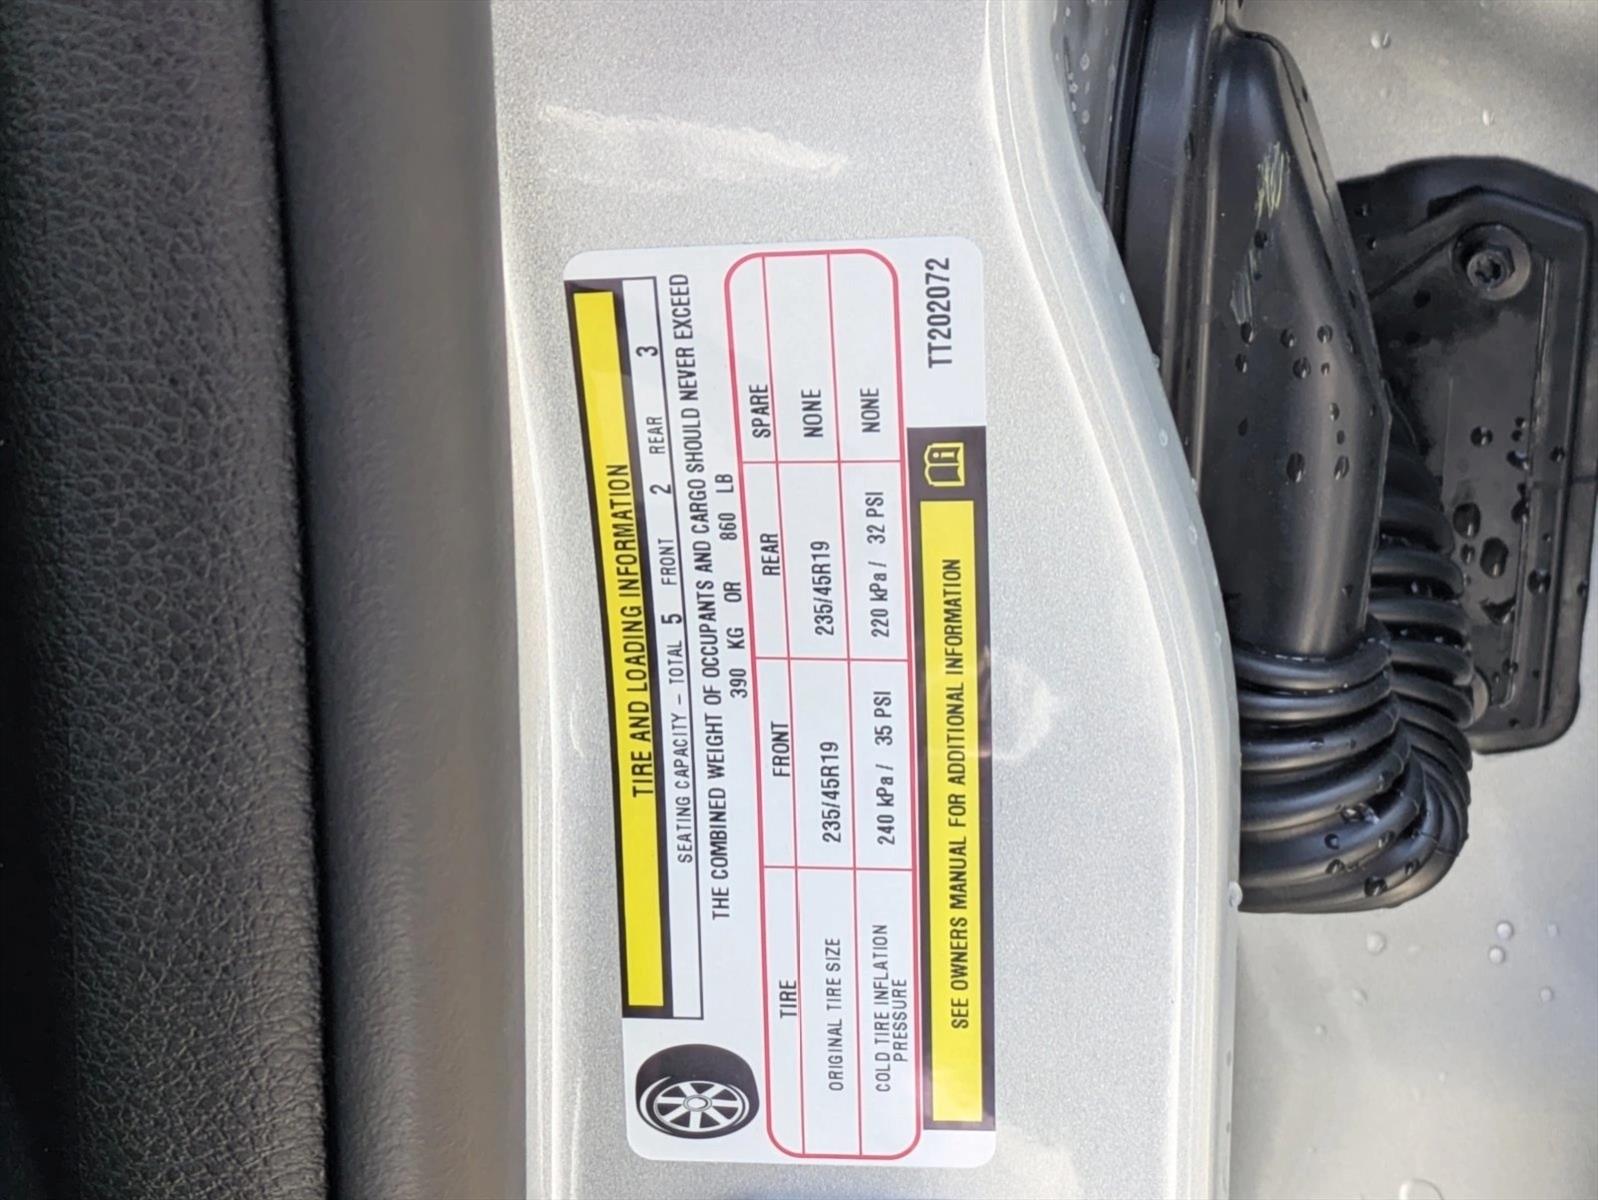 TIRE AND LOADING INFORMATION
SEATING CAPACITY – TOTAL 5 FRONT 2 REAR 3
THE COMBINED WEIGHT OF OCCUPANTS AND CARGO SHOULD NEVER EXCEED
390 KG OR 860 LB
TIRE FRONT REAR SPARE
ORIGINAL TIRE SIZE 235/45R19 235/45R19 NONE
COLD TIRE INFLATION
PRESSURE 240 kPa/ 35 PSI 220 kPa/ 32 PSI NONE
SEE OWNERS MANUAL FOR ADDITIONAL INFORMATION
TT202072